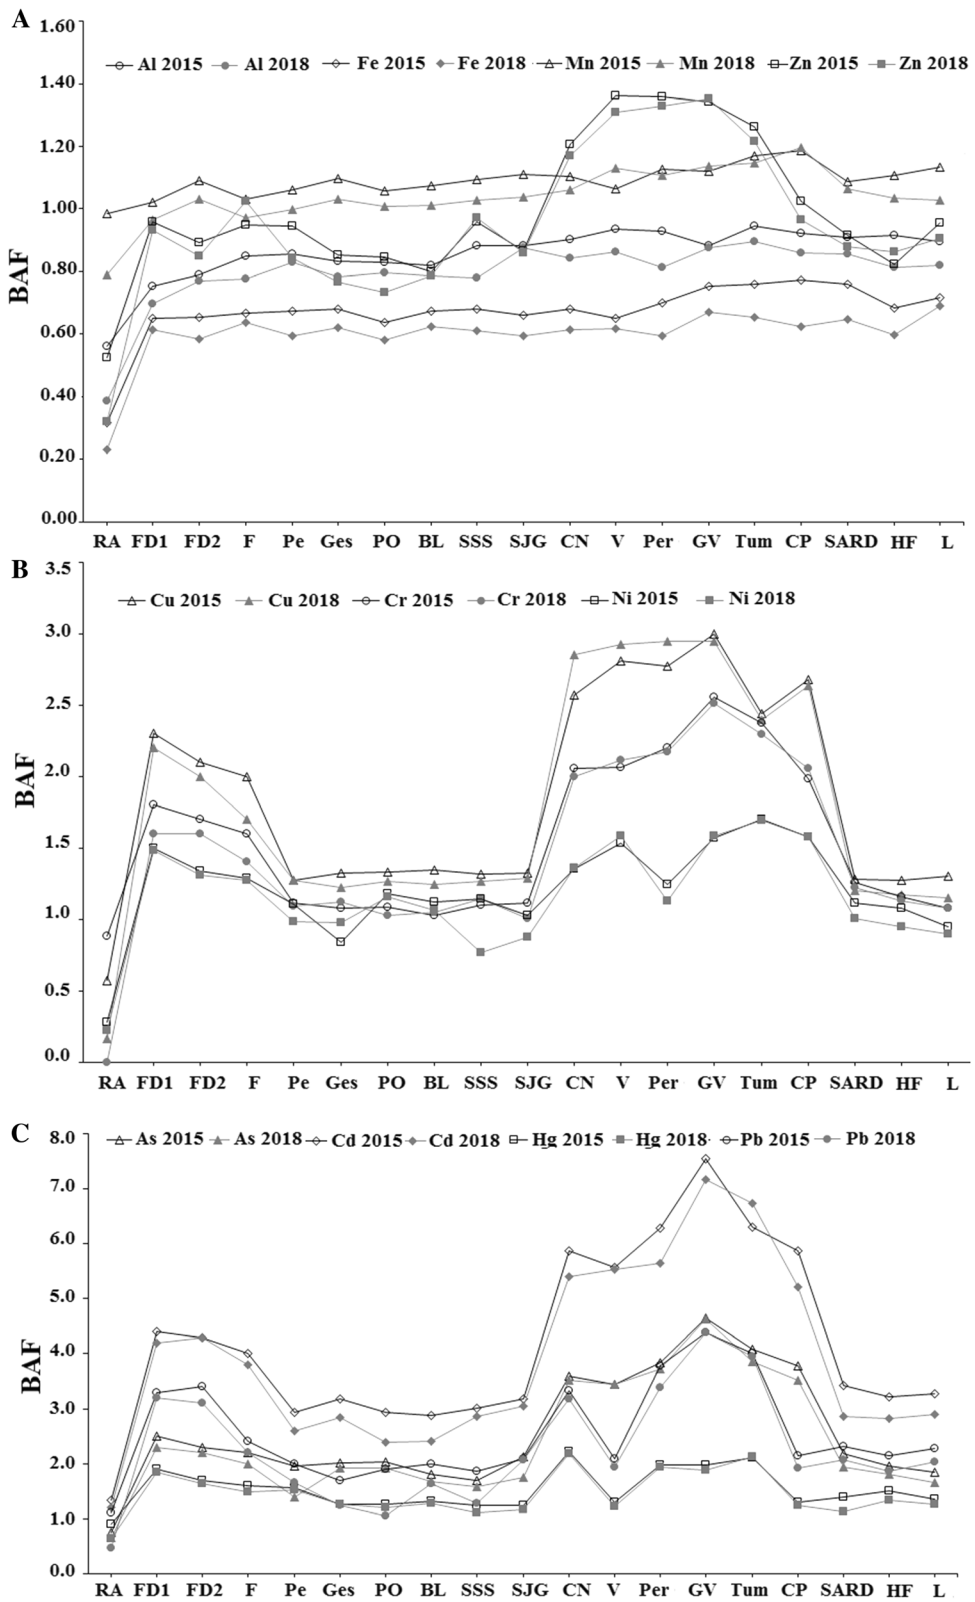 A
1.60
Al 2015 Al 2018 Fe 2015 Fe 2018 Mn 2015 Mn 2018 Zn 2015 Zn 2018
1.40
1.20
1.00
BAF
0.80
0.60
0.40
0.20
0.00
RA FD1 FD2 F Pe Ges PO BL SSS SJG CN V Per GV Tum CP SARD HF L
B
3.5
Cu 2015 Cu 2018 Cr 2015 Cr 2018 Ni 2015 Ni 2018
3.0
2.5
2.0
BAF
1.5
1.0
0.5
0.0
RA FD1 FD2 F Pe Ges PO BL SSS SJG CN V Per GV Tum CP SARD HF L
C
8.0
As 2015 As 2018 Cd 2015 Cd 2018 Hg 2015 Hg 2018 Pb 2015 Pb 2018
7.0
6.0
5.0
4.0
BAF
3.0
2.0
1.0
0.0
RA FD1 FD2 F Pe Ges PO BL SSS SJG CN V Per GV Tum CP SARD HF L